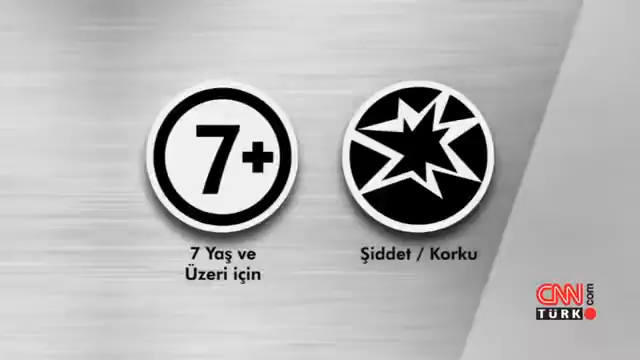 7+
7 Yaş ve
Üzeri için
Şiddet / Korku
CNN
TÜRK
.com